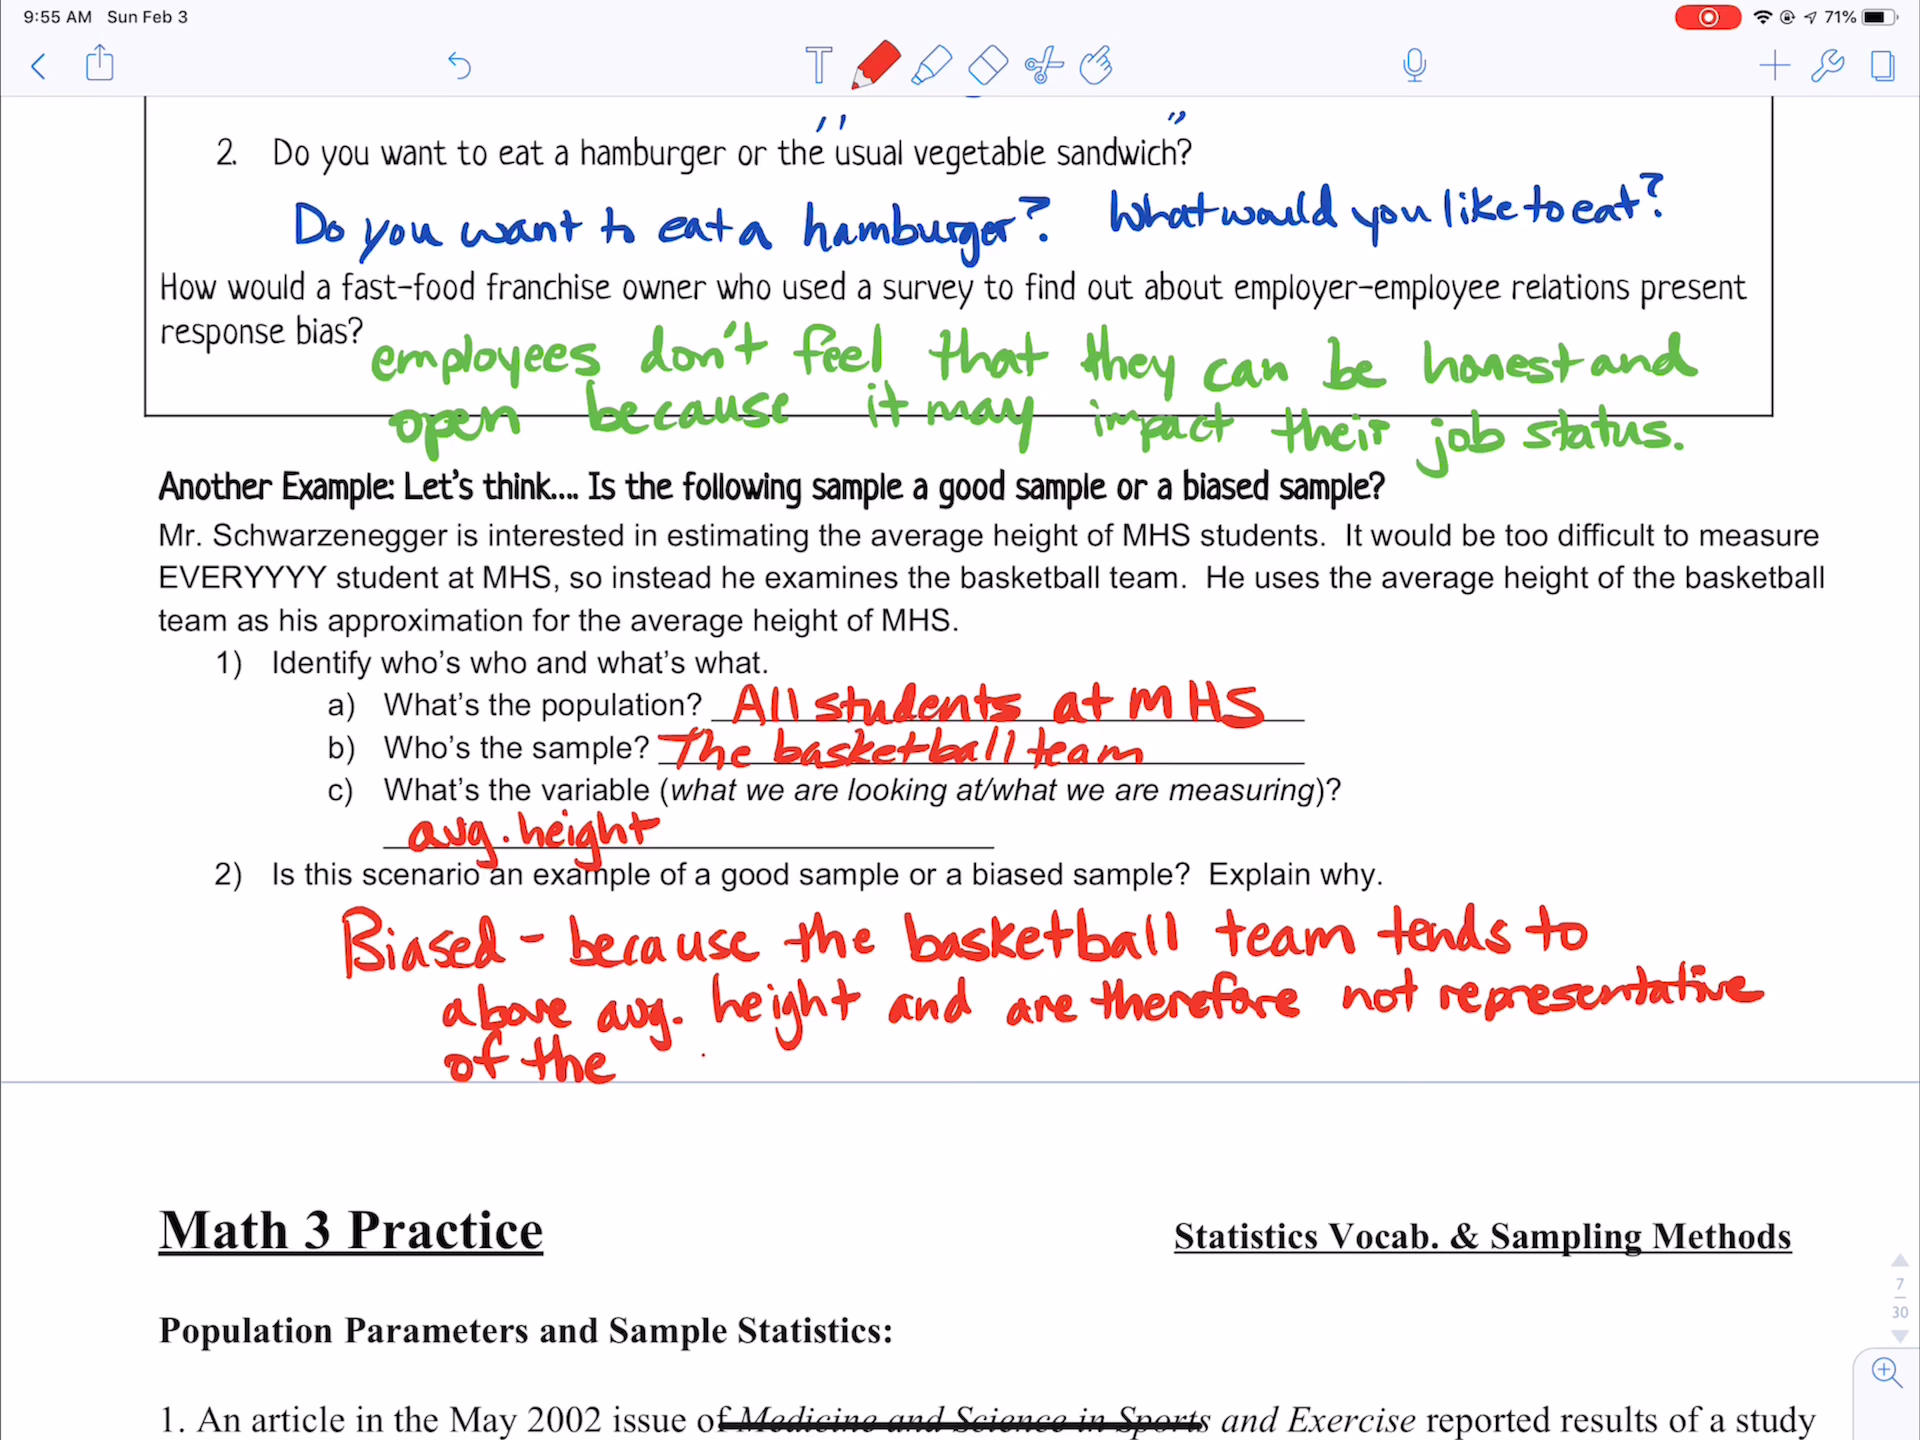 9:55 AM Sun Feb 3
71%
T
" "
2. Do you want to eat a hamburger or the usual vegetable sandwich?
Do you want to eat a hamburger? What would you like to eat?
How would a fast-food franchise owner who used a survey to find out about employer-employee relations present
response bias?
employees don't feel that they can be honest and
open because it may impact their job status.
Another Example: Let's think.... Is the following sample a good sample or a biased sample?
Mr. Schwarzenegger is interested in estimating the average height of MHS students. It would be too difficult to measure
EVERYYYY student at MHS, so instead he examines the basketball team. He uses the average height of the basketball
team as his approximation for the average height of MHS.
1) Identify who's who and what's what.
a) What's the population? All students at MHS
b) Who's the sample? The basketball team
c) What's the variable (what we are looking at/what we are measuring)?
avg. height
2) Is this scenario an example of a good sample or a biased sample? Explain why.
Biased - because the basketball team tends to
above avg. height and are therefore not representative
of the
Math 3 Practice Statistics Vocab. & Sampling Methods
7
30
Population Parameters and Sample Statistics:
1. An article in the May 2002 issue of Medicine and Science in Sports and Exercise reported results of a study